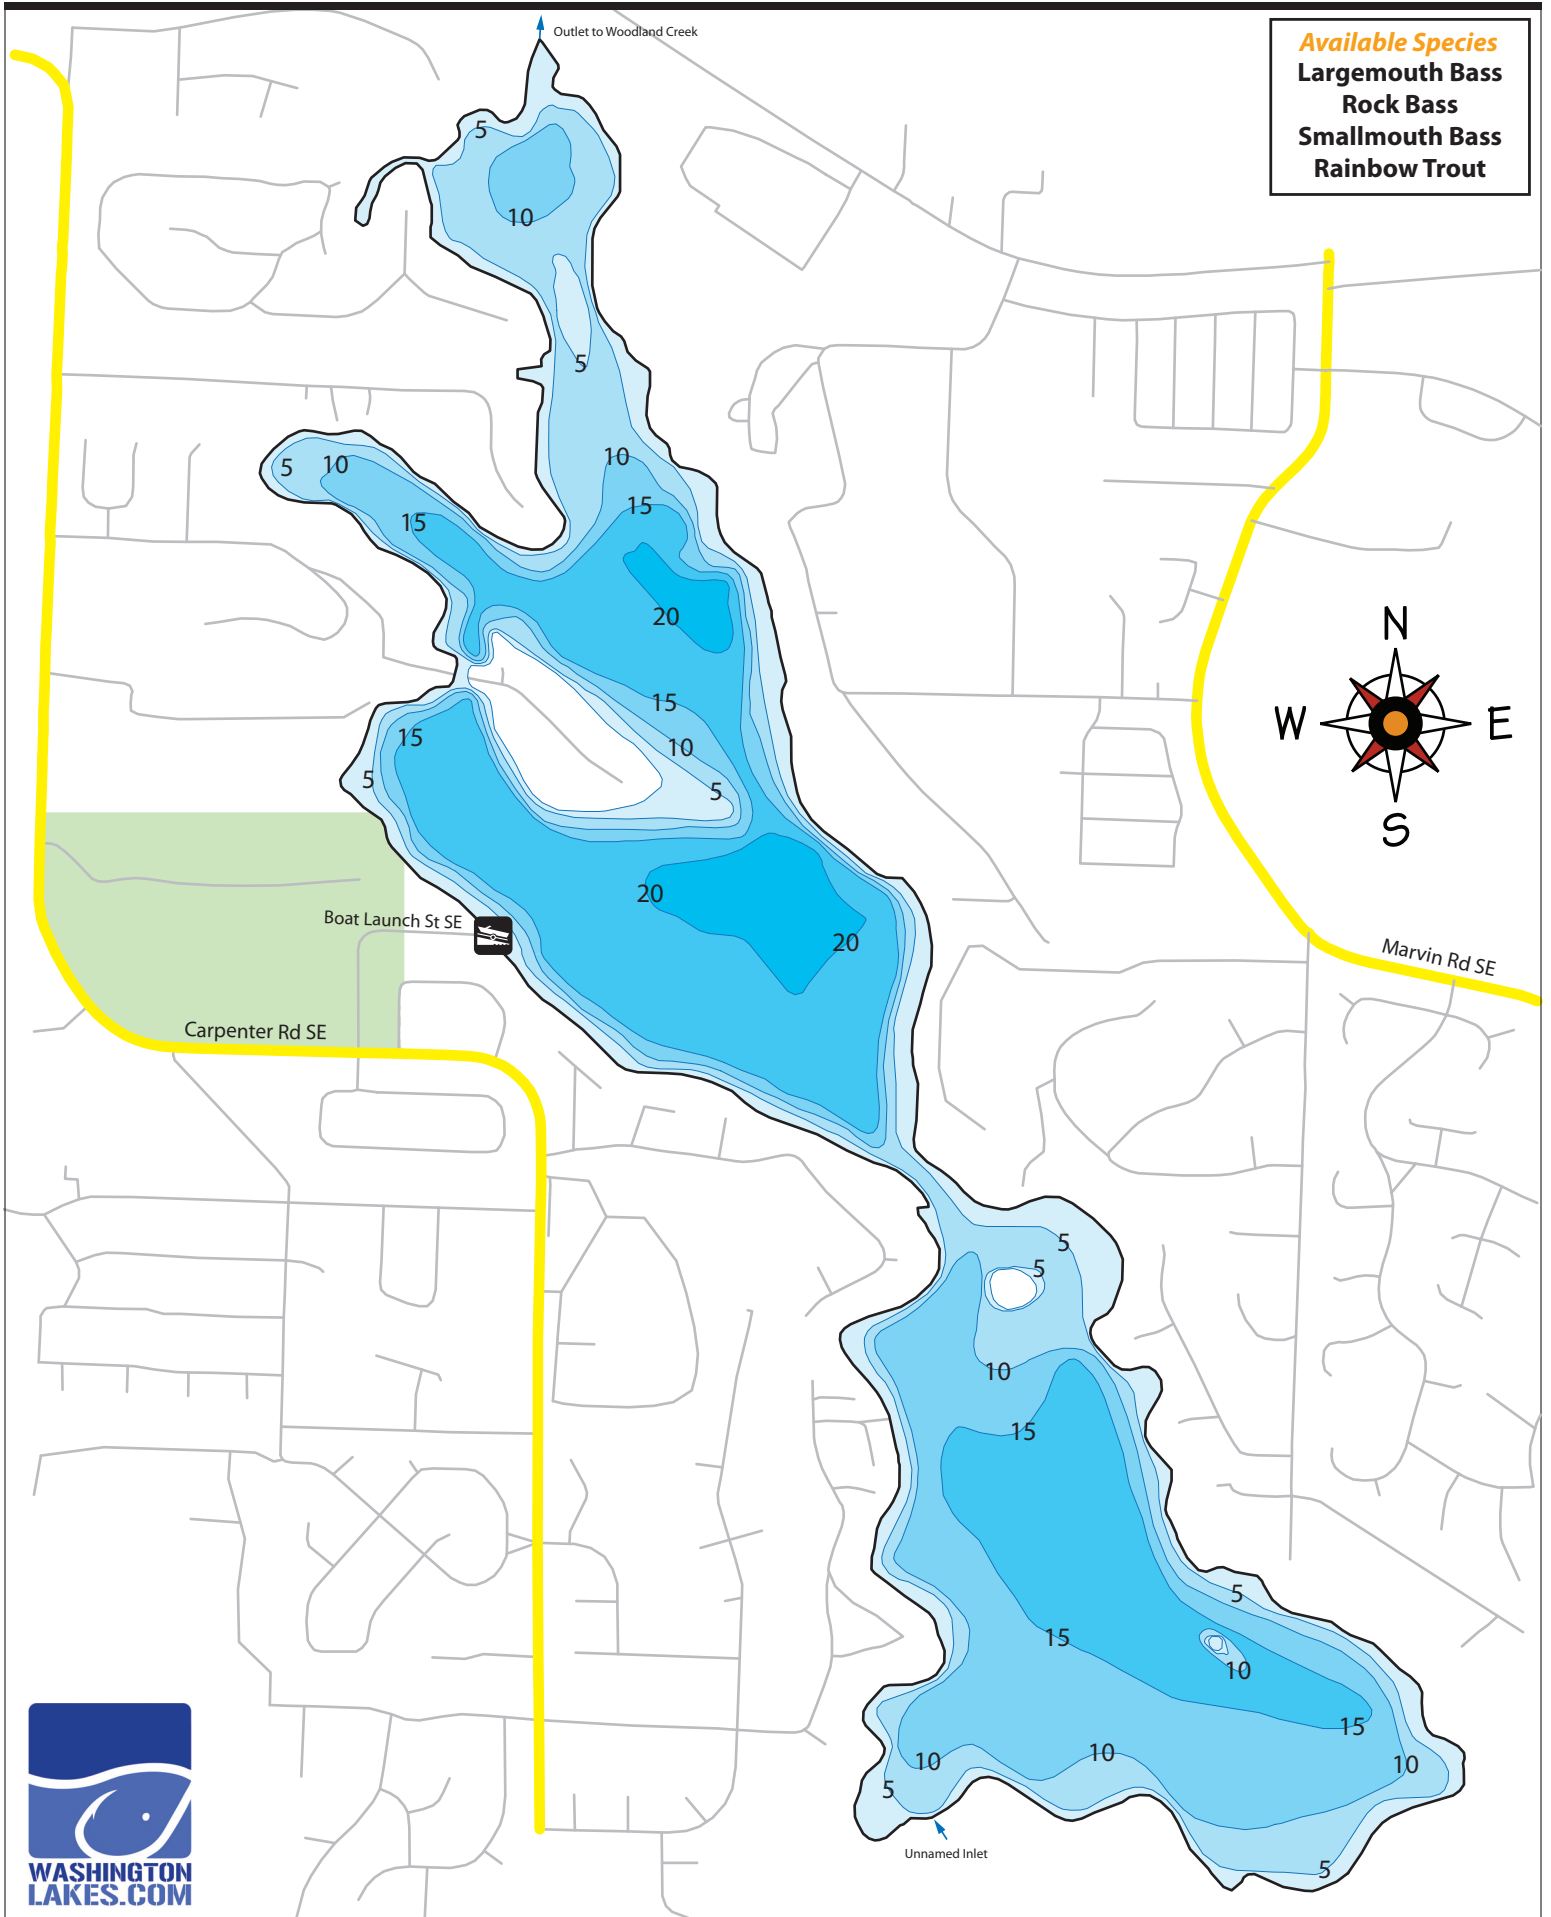 Outlet to Woodland Creek
Available Species
Largemouth Bass
Rock Bass
Smallmouth Bass
Rainbow Trout
5
10
5
10
5
10
15
15
20
N
W
E
S
15
10
5
15
5
20
20
Boat Launch St SE
Marvin Rd SE
Carpenter Rd SE
5
5
10
15
5
15
10
15
10
10
10
5
5
Unnamed Inlet
WASHINGTON
LAKES.COM